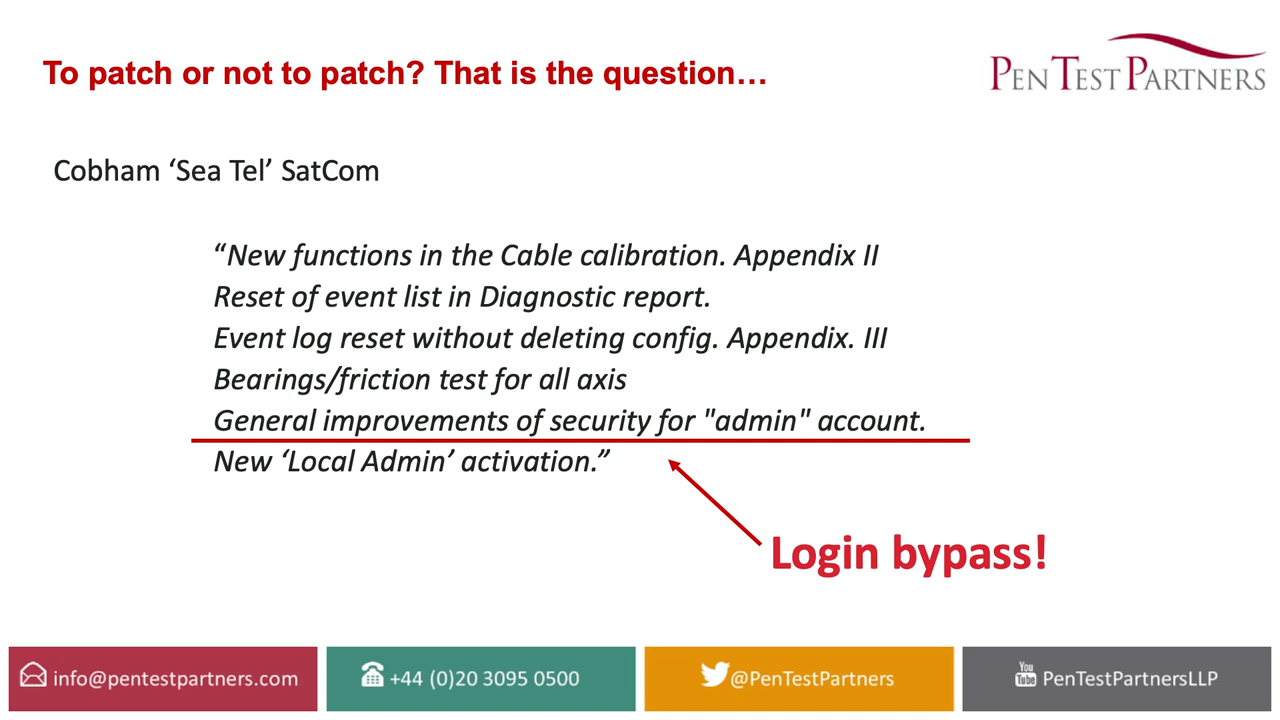 To patch or not to patch? That is the question…
PEN TEST PARTNERS
Cobham ‘Sea Tel’ SatCom
“New functions in the Cable calibration. Appendix II
Reset of event list in Diagnostic report.
Event log reset without deleting config. Appendix. III
Bearings/friction test for all axis
General improvements of security for "admin" account.
New ‘Local Admin’ activation.”
Login bypass!
info@pentestpartners.com
+44 (0)20 3095 0500
@PenTestPartners
You Tube
PenTestPartnersLLP